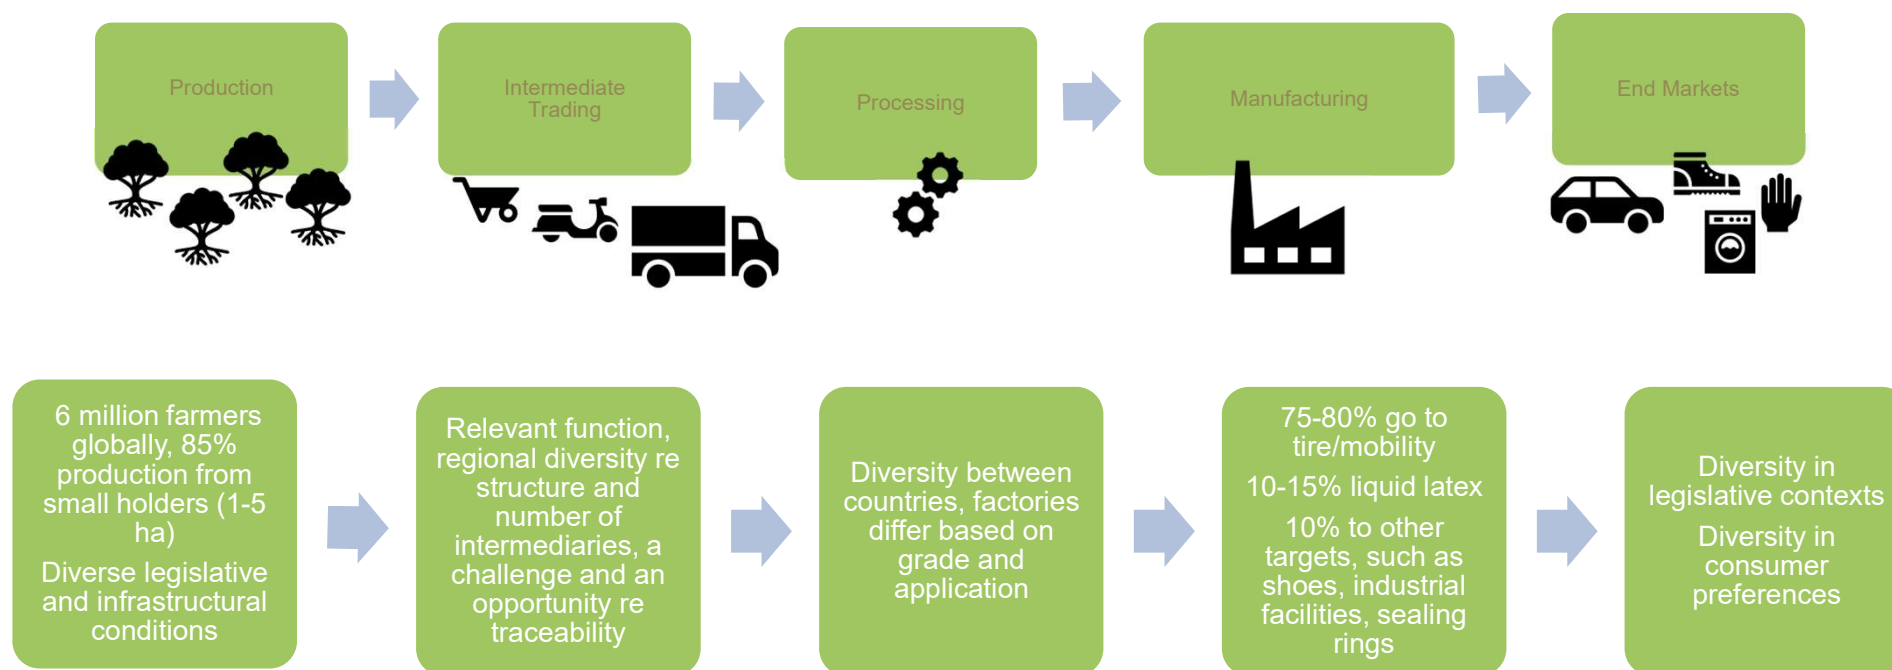 Production
Intermediate
Trading
Processing
Manufacturing
End Markets
6 million farmers
globally, 85%
production from
small holders (1-5
ha)
Diverse legislative
and infrastructural
conditions
Relevant function,
regional diversity re
structure and
number of
intermediaries, a
challenge and an
opportunity re
traceability
Diversity between
countries, factories
differ based on
grade and
application
75-80% go to
tire/mobility
10-15% liquid latex
10% to other
targets, such as
shoes, industrial
facilities, sealing
rings
Diversity in
legislative contexts
Diversity in
consumer
preferences